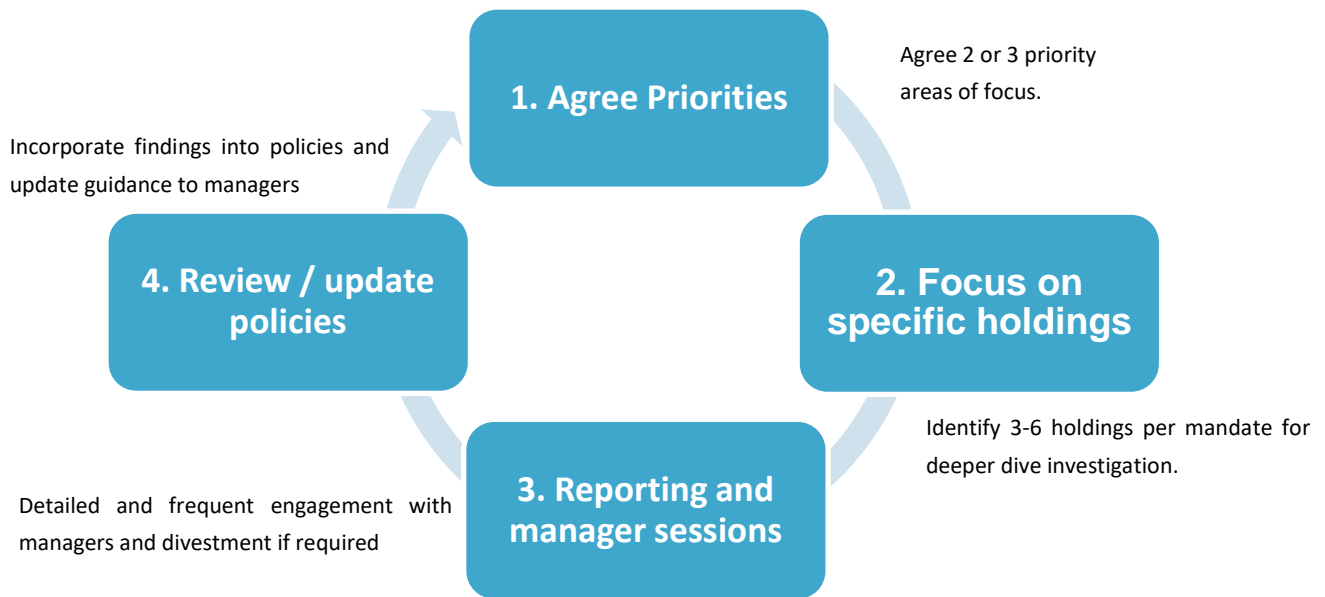 1. Agree Priorities
Agree 2 or 3 priority
areas of focus.
2. Focus on
specific holdings
Identify 3-6 holdings per mandate for
deeper dive investigation.
3. Reporting and
manager sessions
Detailed and frequent engagement with
managers and divestment if required
4. Review / update
policies
Incorporate findings into policies and
update guidance to managers